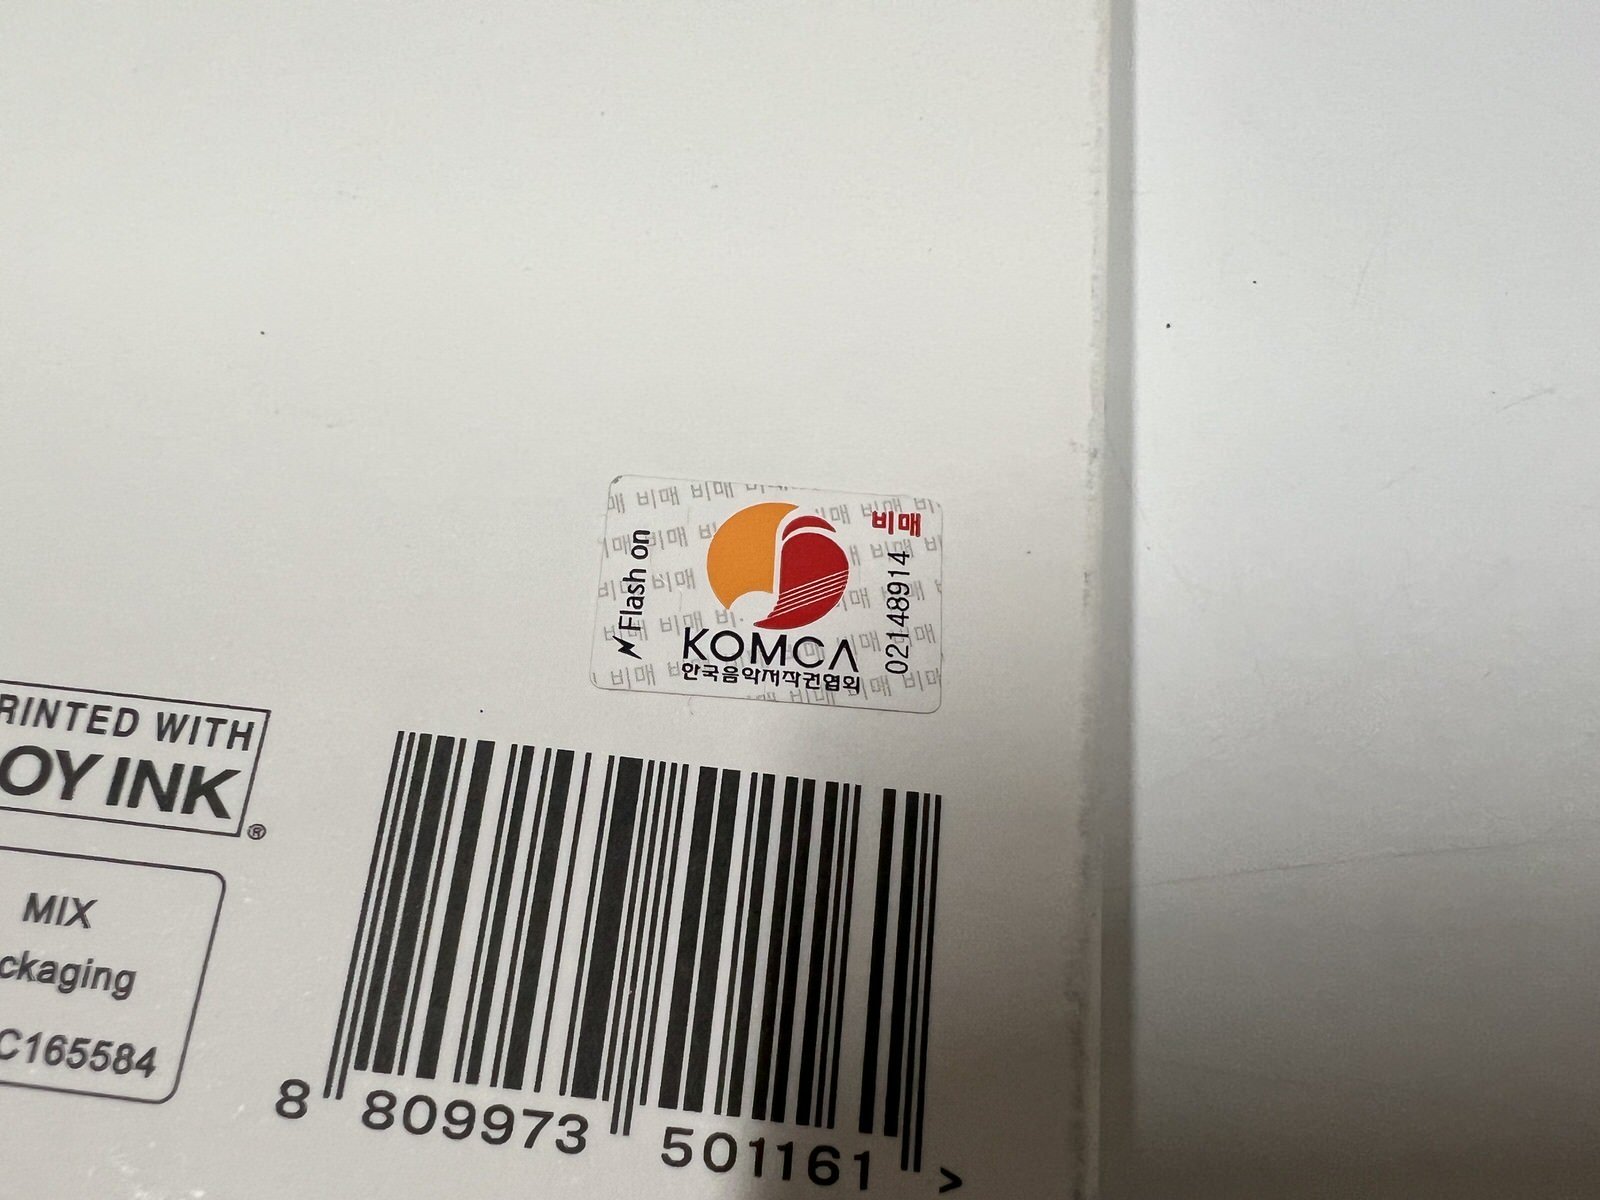 비매
Flash on
02148914
KOMCA
한국음악저작권협회
RINTED WITH
OY INK
®
MIX
ckaging
C165584
8 809973 501161 >